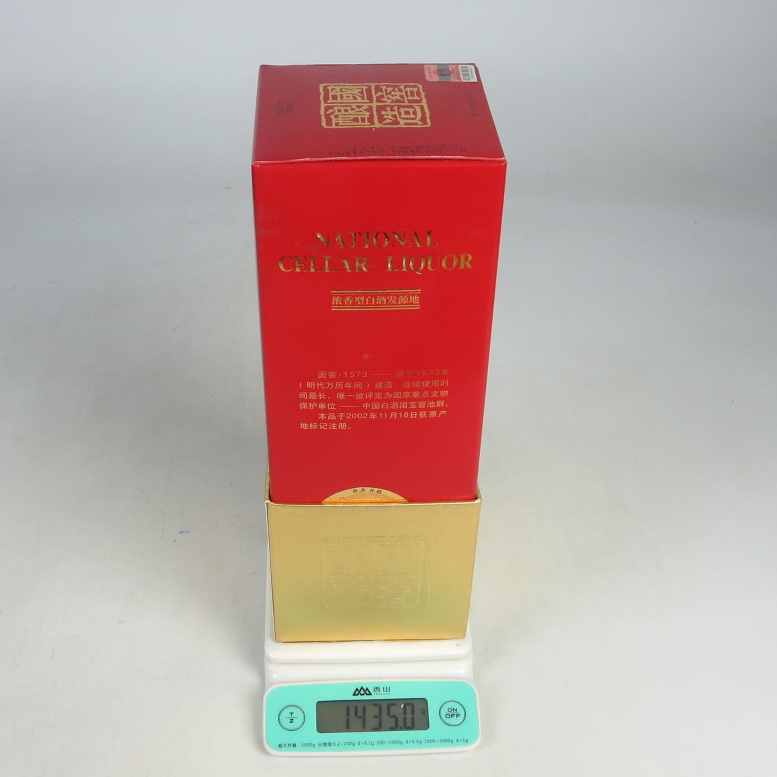 國窖
釀造
NATIONAL
CELLAR LIQUOR
浓香型白酒发源地
国窖·1573 —— 源于1573年
（明代万历年间）建造、连续使用时
间最长、唯一被评定为国家重点文物
保护单位 —— 中国白酒国宝窖池群。
本品于2002年11月18日获原产
地标记注册。
香山
T/Z
1435.0 g
ON
OFF